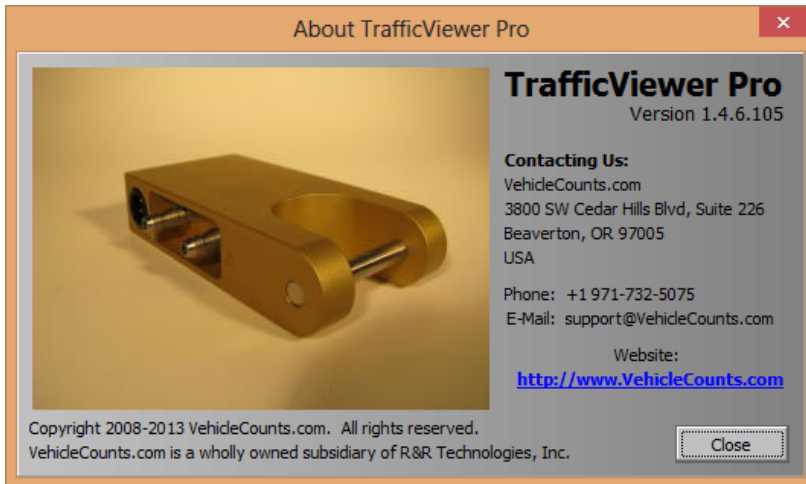 About TrafficViewer Pro
TrafficViewer Pro
Version 1.4.6.105
Contacting Us:
VehicleCounts.com
3800 SW Cedar Hills Blvd, Suite 226
Beaverton, OR 97005
USA
Phone: +1 971-732-5075
E-Mail: support@VehicleCounts.com
Website:
http://www.VehicleCounts.com
Copyright 2008-2013 VehicleCounts.com. All rights reserved.
VehicleCounts.com is a wholly owned subsidiary of R&R Technologies, Inc.
Close